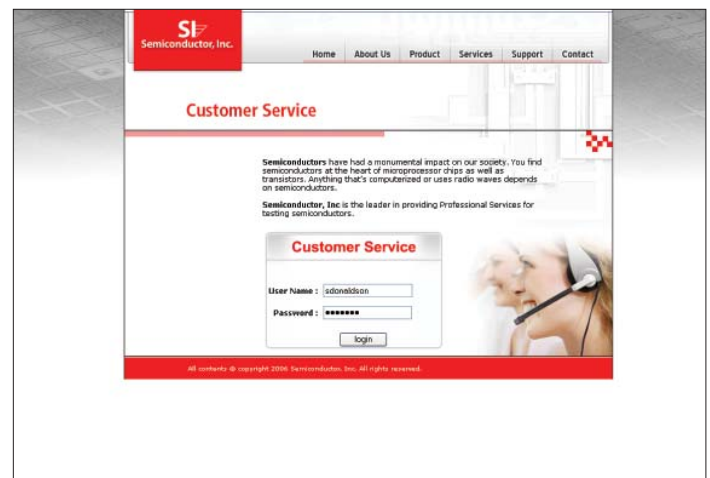 SI
Semiconductor, Inc.
Home About Us Product Services Support Contact
Customer Service
Semiconductors have had a monumental impact on our society. You find
semiconductors at the heart of microprocessor chips as well as
transistors. Anything that's computerized or uses radio waves depends
on semiconductors.
Semiconductor, Inc is the leader in providing Professional Services for
testing semiconductors.
Customer Service
User Name : sdonaldson
Password : •••••••
login
All contents © copyright 2006 Semiconductor, Inc. All rights reserved.